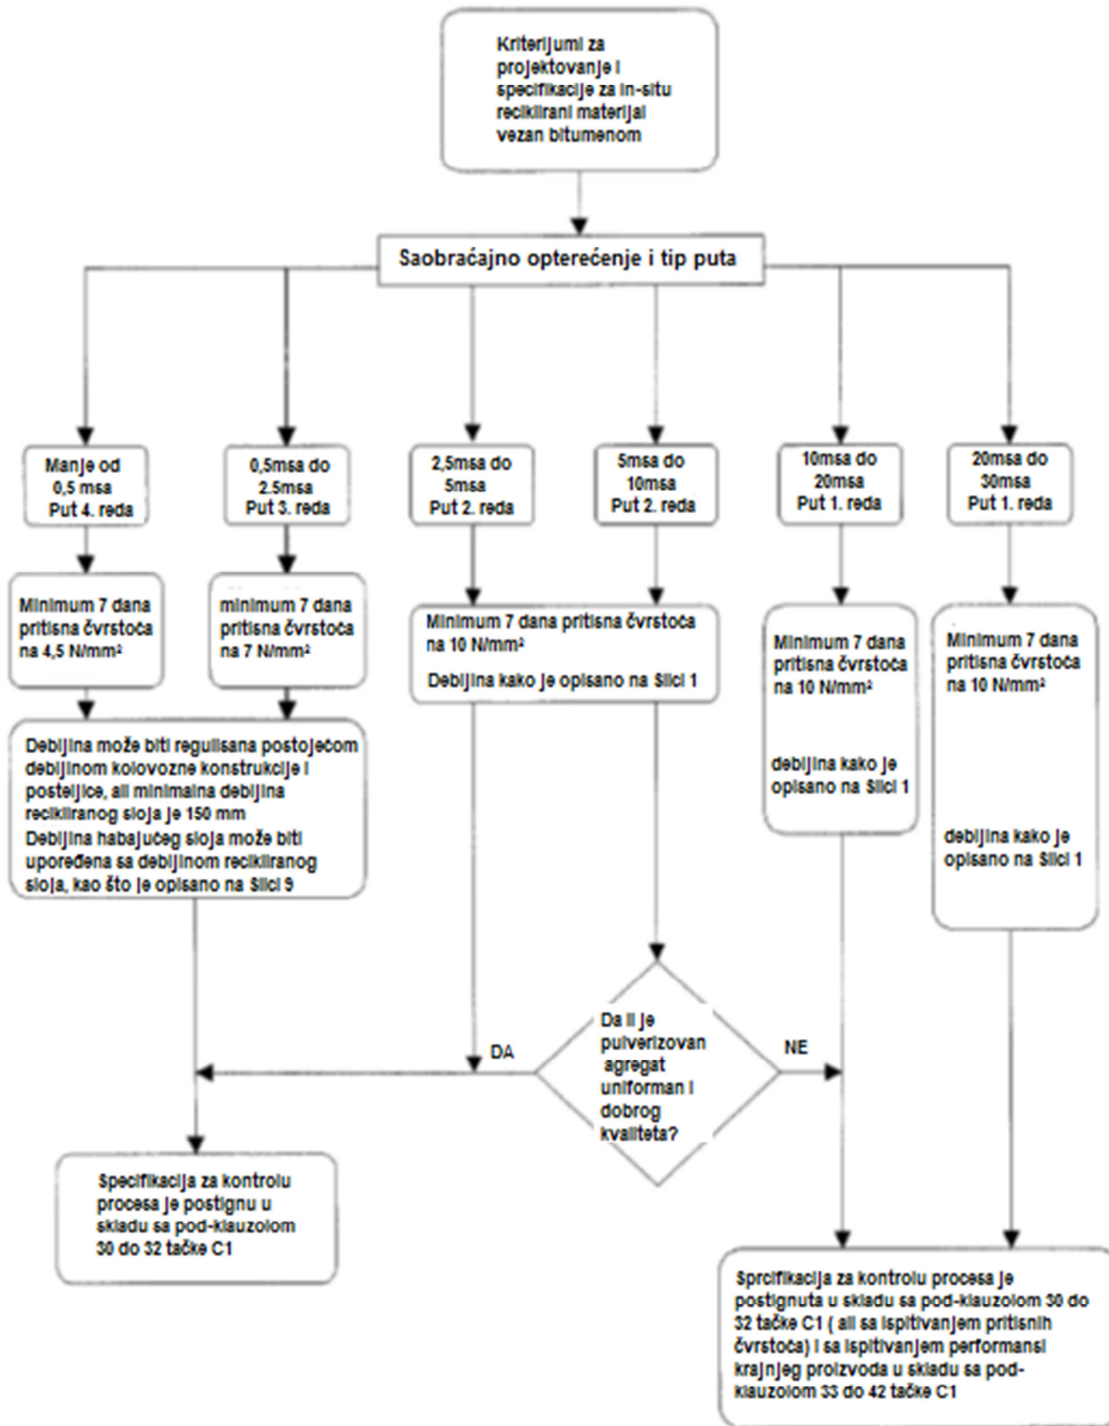 Kriterijumi za
projektovanje i
specifikacije za in-situ
reciklirani materijal
vezan bitumenom
Saobraćajno opterećenje i tip puta
Manje od
0,5 msa
Put 4. reda
0,5msa do
2.5msa
Put 3. reda
2,5msa do
5msa
Put 2. reda
5msa do
10msa
Put 2. reda
10msa do
20msa
Put 1. reda
20msa do
30msa
Put 1. reda
Minimum 7 dana
pritisna čvrstoća
na 4,5 N/mm²
minimum 7 dana
pritisna čvrstoća
na 7 N/mm²
Minimum 7 dana pritisna čvrstoća
na 10 N/mm²
Debljina kako je opisano na Slici 1
Minimum 7 dana
pritisna čvrstoća
na 10 N/mm²
debljina kako je
opisano na Slici 1
Minimum 7 dana
pritisna čvrstoća
na 10 N/mm²
debljina kako je
opisano na Slici 1
Debljina može biti regulisana postojećom
debljinom kolovozne konstrukcije i
posteljice, ali minimalna debljina
recikliranog sloja je 150 mm
Debljina habajućeg sloja može biti
upoređena sa debljinom recikliranog
sloja, kao što je opisano na Slici 9
Da li je
pulverizovan
agregat
uniforman i
dobrog
kvaliteta?
DA
NE
Specifikacija za kontrolu
procesa je postignu u
skladu sa pod-klauzolom
30 do 32 tačke C1
Sprcifikacija za kontrolu procesa je
postignuta u skladu sa pod-klauzolom 30 do
32 tačke C1 ( ali sa ispitivanjem pritisnih
čvrstoća) i sa ispitivanjem performansi
krajnjeg proizvoda u skladu sa pod-
klauzolom 33 do 42 tačke C1